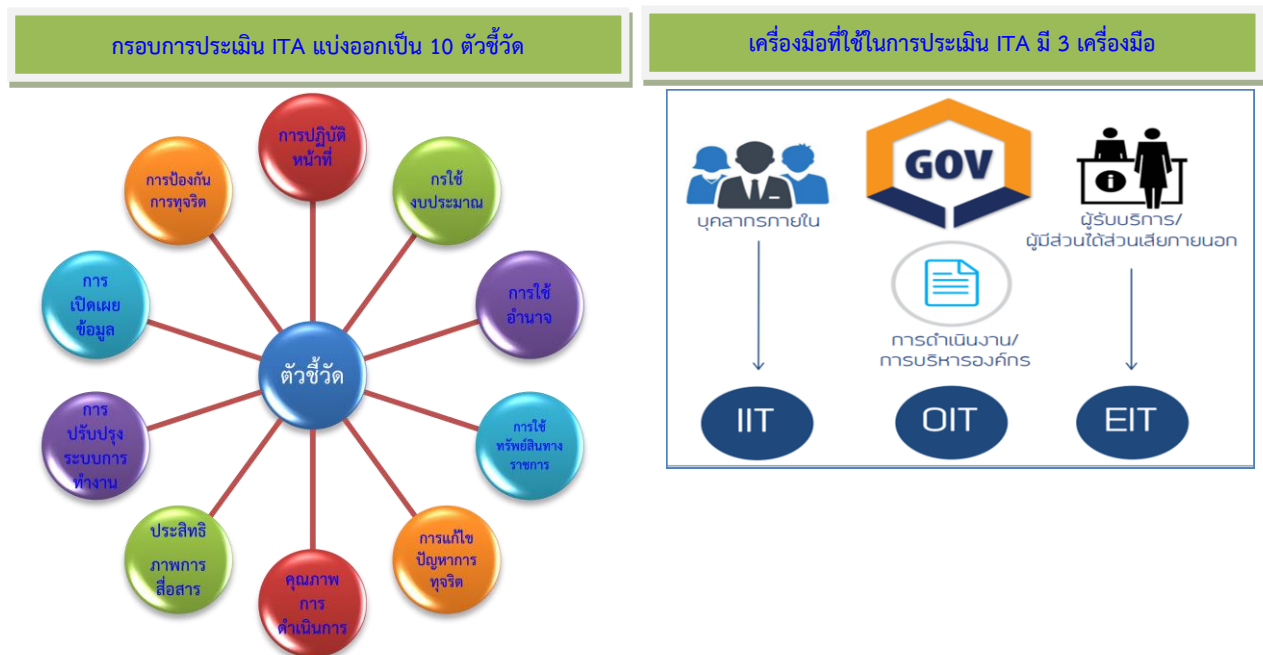 กรอบการประเมิน ITA แบ่งออกเป็น 10 ตัวชี้วัด
การปฏิบัติ
หน้าที่
กรใช้
งบประมาณ
การใช้
อำนาจ
การใช้
ทรัพย์สินทาง
ราชการ
การแก้ไข
ปัญหาการ
ทุจริต
คุณภาพ
การ
ดำเนินการ
ประสิทธิ
ภาพการ
สื่อสาร
การ
ปรับปรุง
ระบบการ
ทำงาน
การ
เปิดเผย
ข้อมูล
การป้องกัน
การทุจริต
ตัวชี้วัด
เครื่องมือที่ใช้ในการประเมิน ITA มี 3 เครื่องมือ
บุคลากรภายใน
IIT
GOV
การดำเนินงาน/
การบริหารองค์กร
OIT
ผู้รับบริการ/
ผู้มีส่วนได้ส่วนเสียภายนอก
EIT